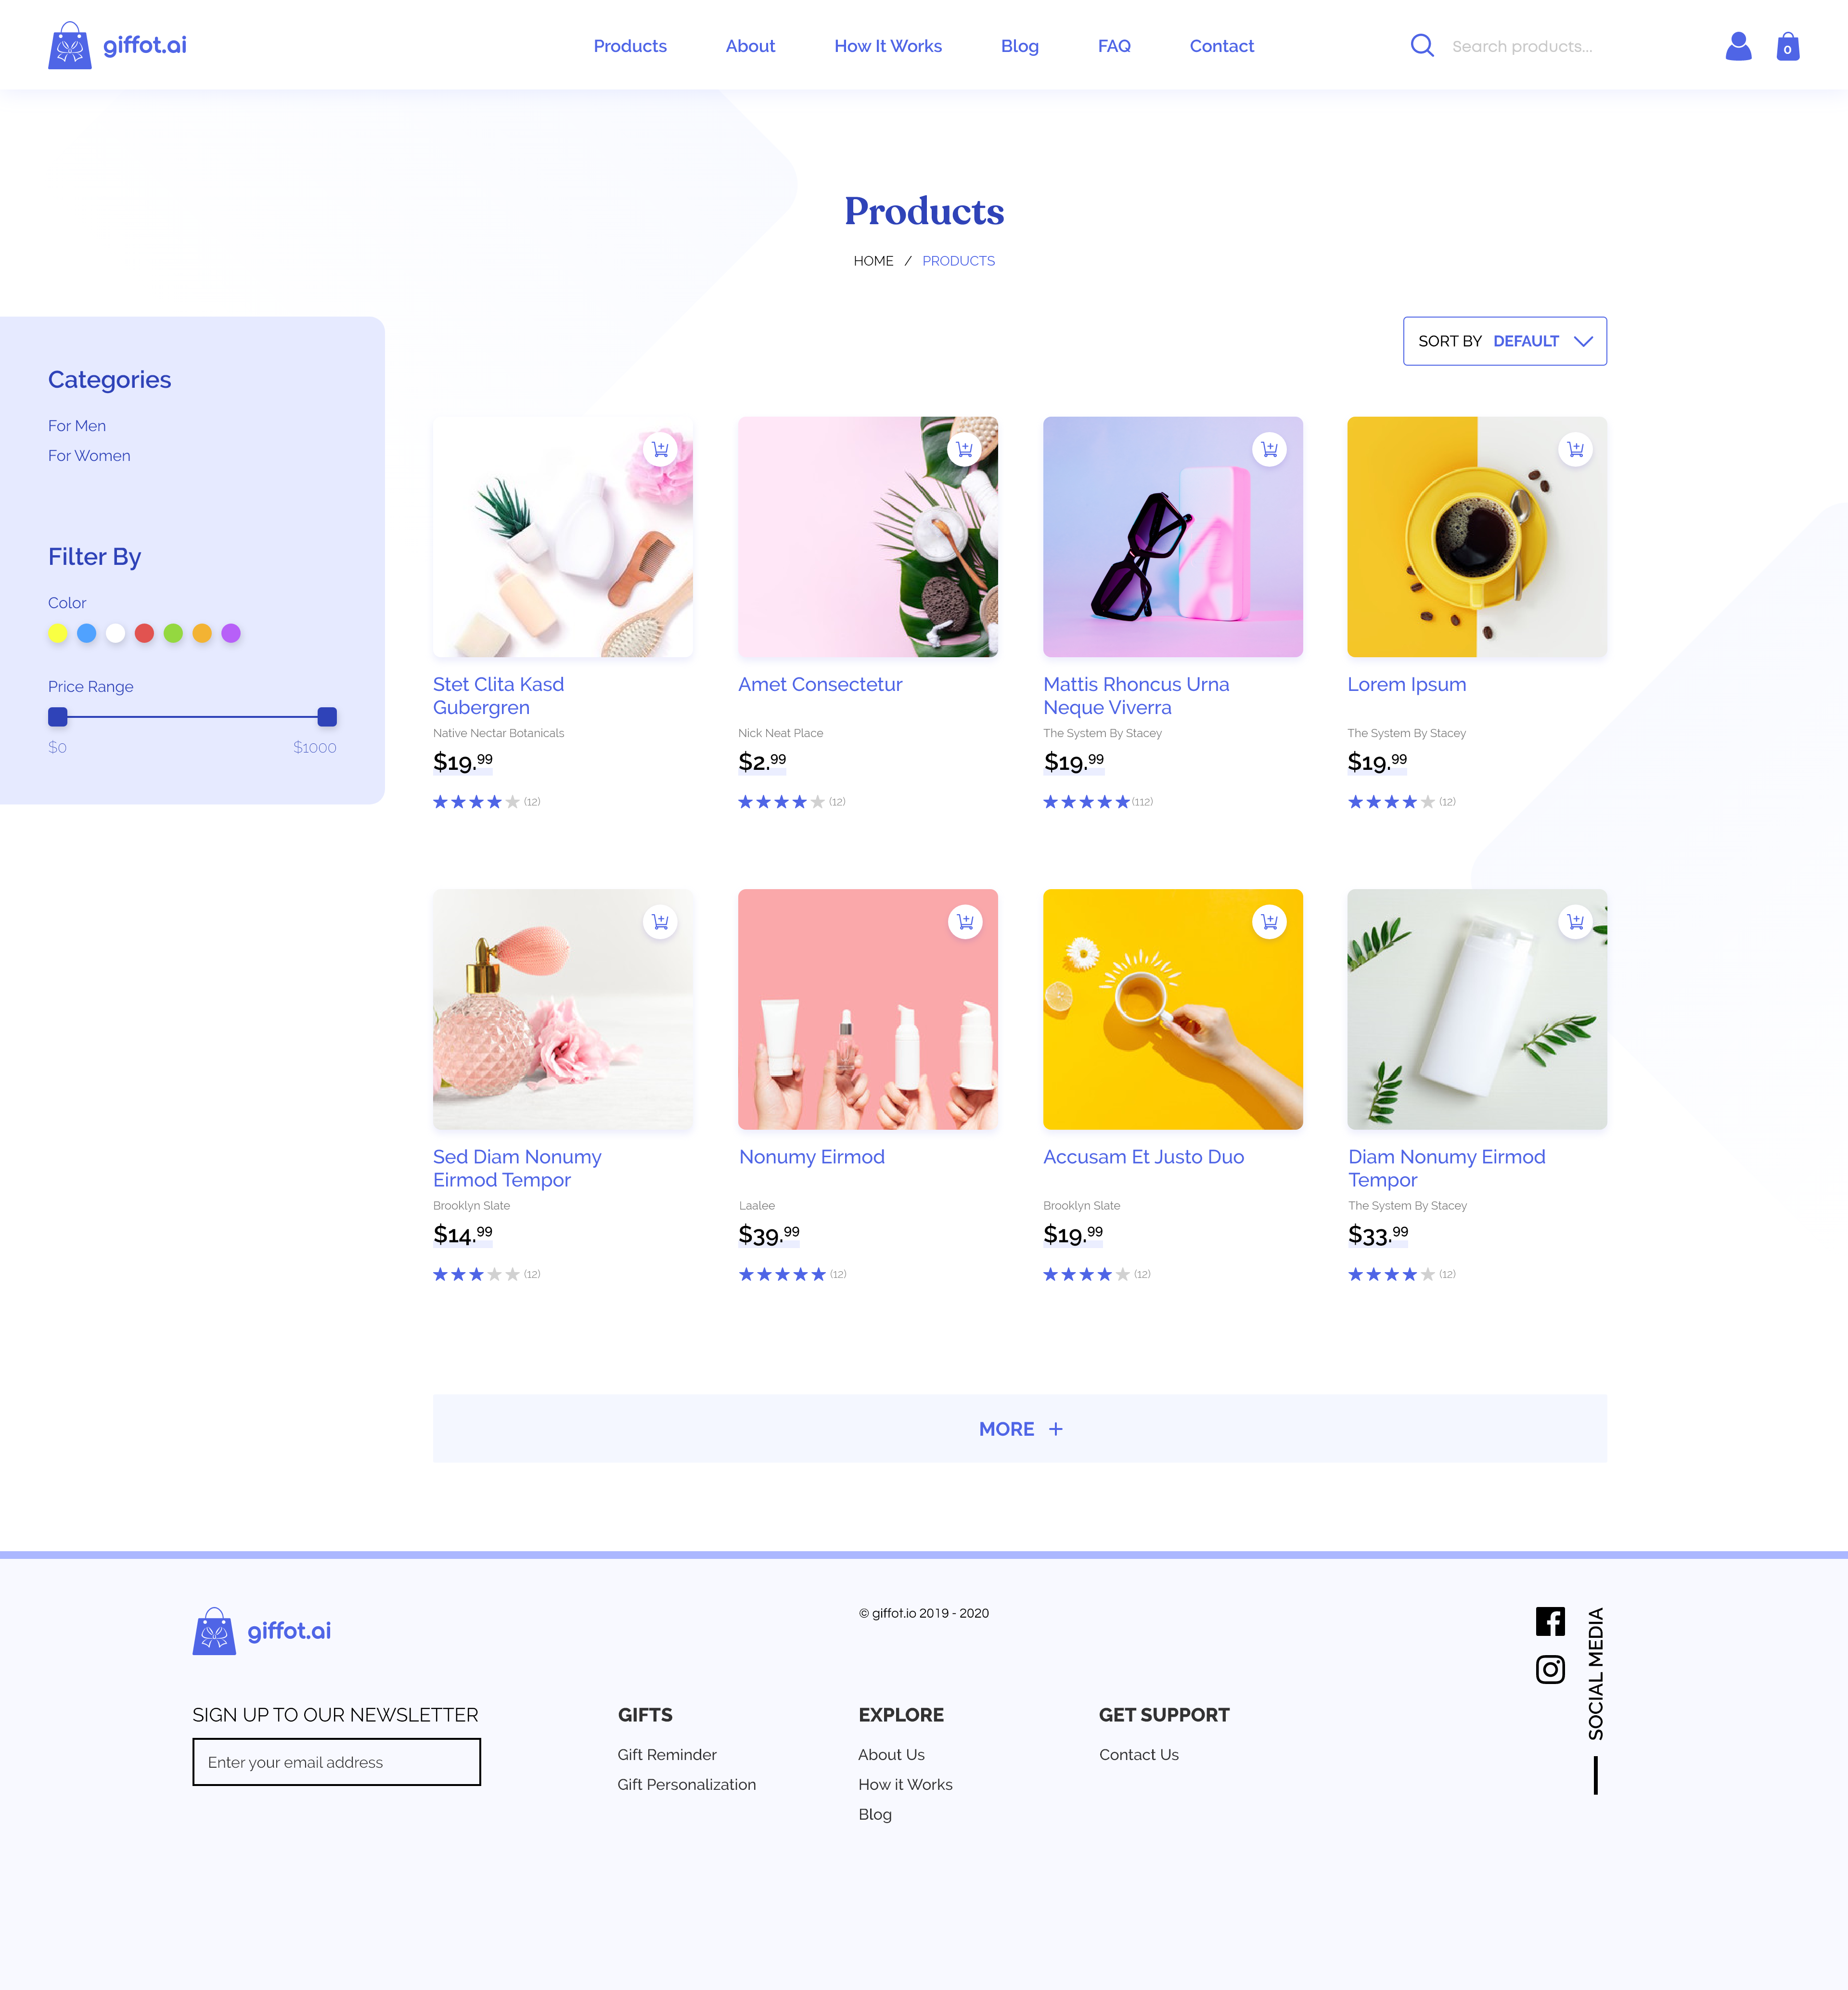 giffot.ai
Products
About
How It Works
Blog
FAQ
Contact
Search products...
0
Products
HOME / PRODUCTS
SORT BY DEFAULT
Categories
For Men
For Women
Filter By
Color
Price Range
$0
$1000
Stet Clita Kasd
Gubergren
Native Nectar Botanicals
$19.99
(12)
Amet Consectetur
Nick Neat Place
$2.99
(12)
Mattis Rhoncus Urna
Neque Viverra
The System By Stacey
$19.99
(112)
Lorem Ipsum
The System By Stacey
$19.99
(12)
Sed Diam Nonumy
Eirmod Tempor
Brooklyn Slate
$14.99
(12)
Nonumy Eirmod
Laalee
$39.99
(12)
Accusam Et Justo Duo
Brooklyn Slate
$19.99
(12)
Diam Nonumy Eirmod
Tempor
The System By Stacey
$33.99
(12)
MORE +
giffot.ai
© giffot.io 2019 - 2020
SOCIAL MEDIA
SIGN UP TO OUR NEWSLETTER
Enter your email address
GIFTS
Gift Reminder
Gift Personalization
EXPLORE
About Us
How it Works
Blog
GET SUPPORT
Contact Us